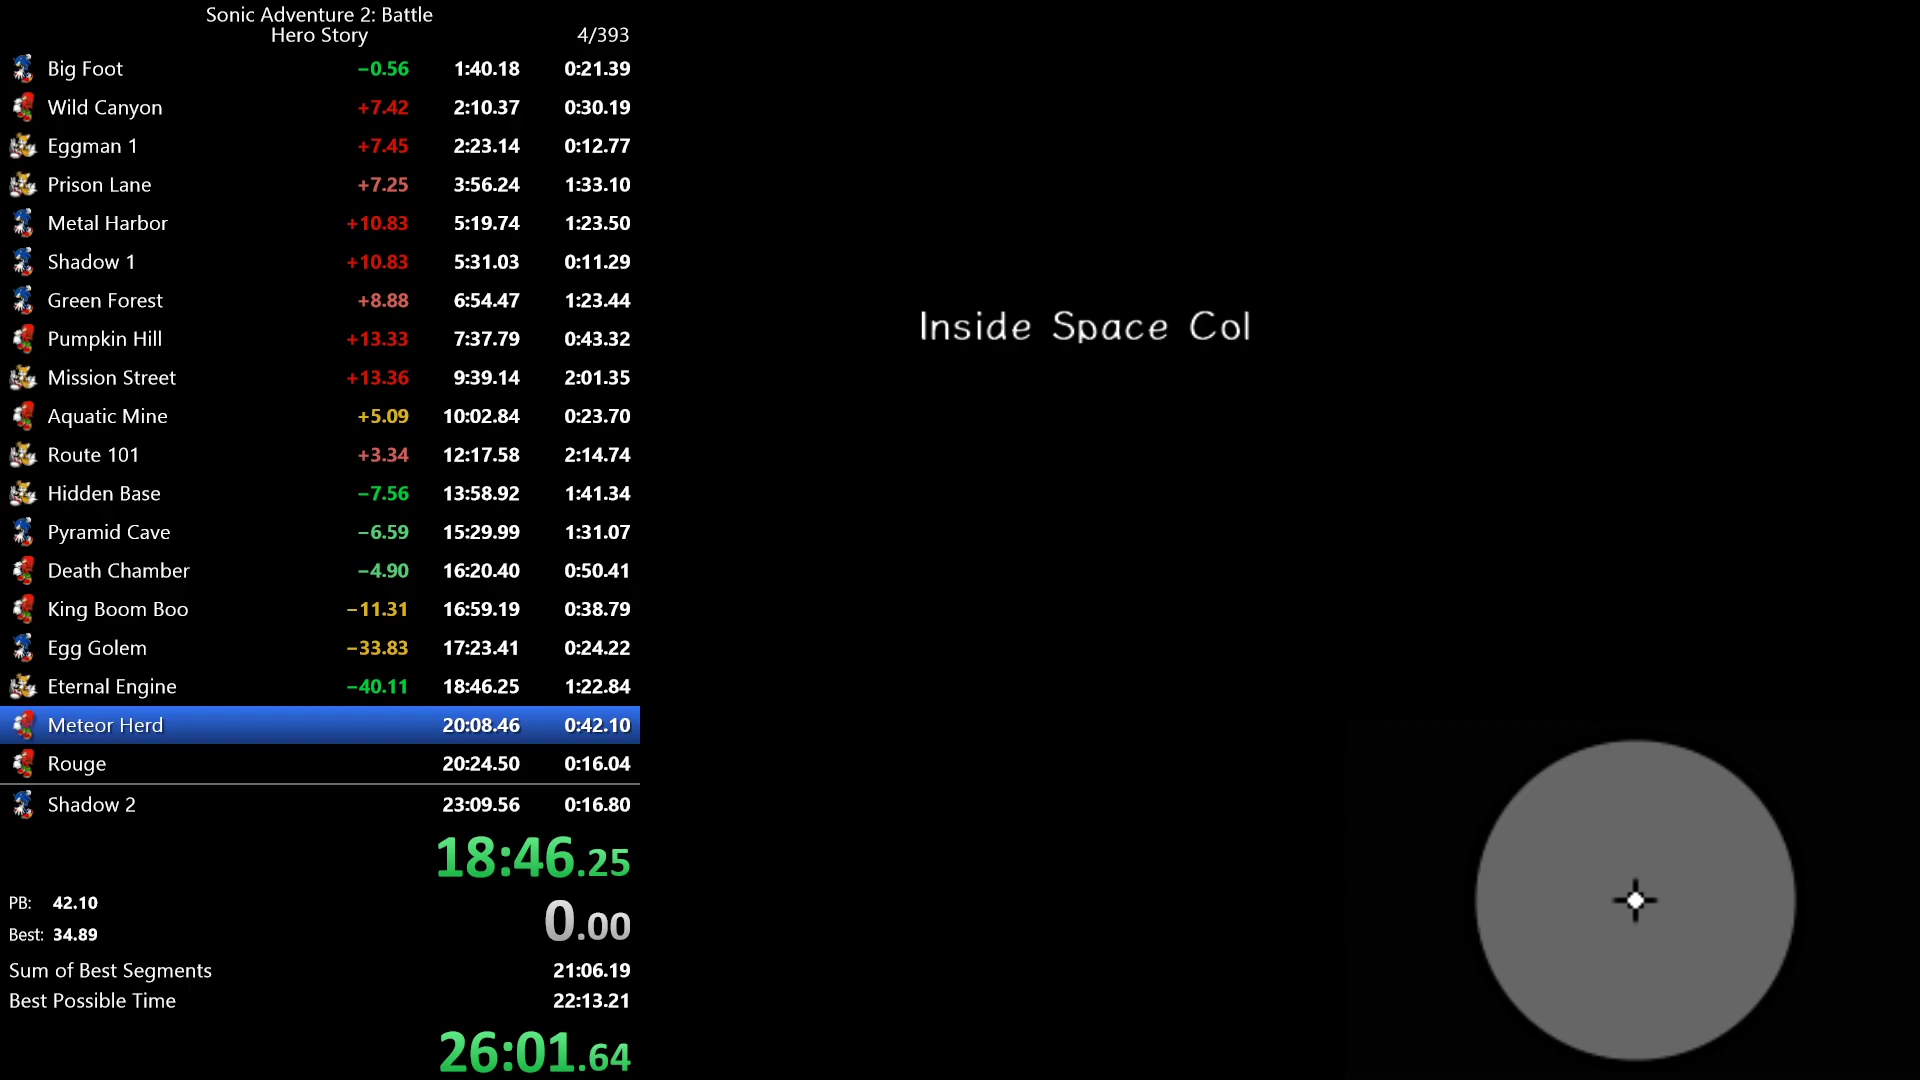 Sonic Adventure 2: Battle
Hero Story 4/393
Big Foot −0.56 1:40.18 0:21.39
Wild Canyon +7.42 2:10.37 0:30.19
Eggman 1 +7.45 2:23.14 0:12.77
Prison Lane +7.25 3:56.24 1:33.10
Metal Harbor +10.83 5:19.74 1:23.50
Shadow 1 +10.83 5:31.03 0:11.29
Green Forest +8.88 6:54.47 1:23.44
Pumpkin Hill +13.33 7:37.79 0:43.32
Mission Street +13.36 9:39.14 2:01.35
Aquatic Mine +5.09 10:02.84 0:23.70
Route 101 +3.34 12:17.58 2:14.74
Hidden Base −7.56 13:58.92 1:41.34
Pyramid Cave −6.59 15:29.99 1:31.07
Death Chamber −4.90 16:20.40 0:50.41
King Boom Boo −11.31 16:59.19 0:38.79
Egg Golem −33.83 17:23.41 0:24.22
Eternal Engine −40.11 18:46.25 1:22.84
Meteor Herd 20:08.46 0:42.10
Rouge 20:24.50 0:16.04
Shadow 2 23:09.56 0:16.80
18:46.25
PB: 42.10
0.00
Best: 34.89
Sum of Best Segments 21:06.19
Best Possible Time 22:13.21
26:01.64
Inside Space Col